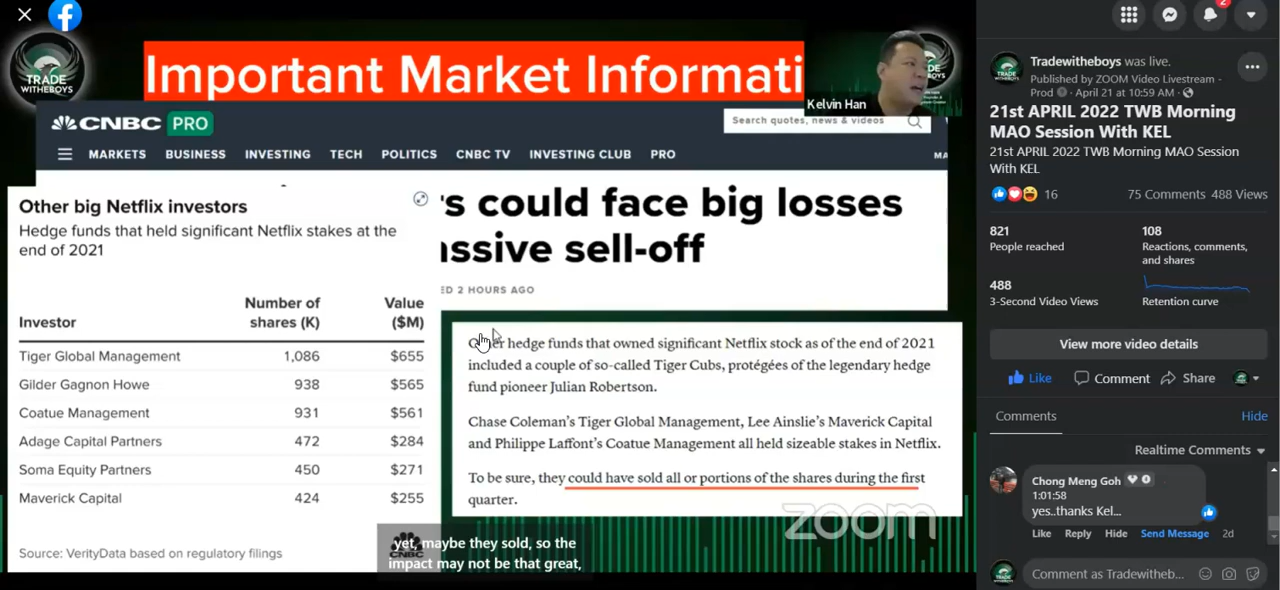 TRADE
WITHEBOYS
Important Market Informati
Kelvin Han
CNBC PRO
Search quotes, news & videos
MARKETS BUSINESS INVESTING TECH POLITICS CNBC TV INVESTING CLUB PRO
MA
Other big Netflix investors
Hedge funds that held significant Netflix stakes at the
end of 2021
Investor Number of shares (K) Value ($M)
Tiger Global Management 1,086 $655
Gilder Gagnon Howe 938 $565
Coatue Management 931 $561
Adage Capital Partners 472 $284
Soma Equity Partners 450 $271
Maverick Capital 424 $255
Source: VerityData based on regulatory filings
CNBC
's could face big losses
assive sell-off
ED 2 HOURS AGO
Other hedge funds that owned significant Netflix stock as of the end of 2021
included a couple of so-called Tiger Cubs, protégées of the legendary hedge
fund pioneer Julian Robertson.
Chase Coleman's Tiger Global Management, Lee Ainslie's Maverick Capital
and Philippe Laffont's Coatue Management all held sizeable stakes in Netflix.
To be sure, they could have sold all or portions of the shares during the first
quarter.
zoom
yet, maybe they sold, so the
impact may not be that great,
2
TRADE
WITHEBOYS
Tradewitheboys was live.
Published by ZOOM Video Livestream -
Prod · April 21 at 10:59 AM ·
21st APRIL 2022 TWB Morning
MAO Session With KEL
21st APRIL 2022 TWB Morning MAO Session
With KEL
16 75 Comments 488 Views
821
People reached
108
Reactions, comments,
and shares
488
3-Second Video Views
Retention curve
View more video details
Like Comment Share
Comments Hide
Realtime Comments
Chong Meng Goh 0
1:01:58
yes..thanks Kel...
Like Reply Hide Send Message 2d
Comment as Tradewitheb...